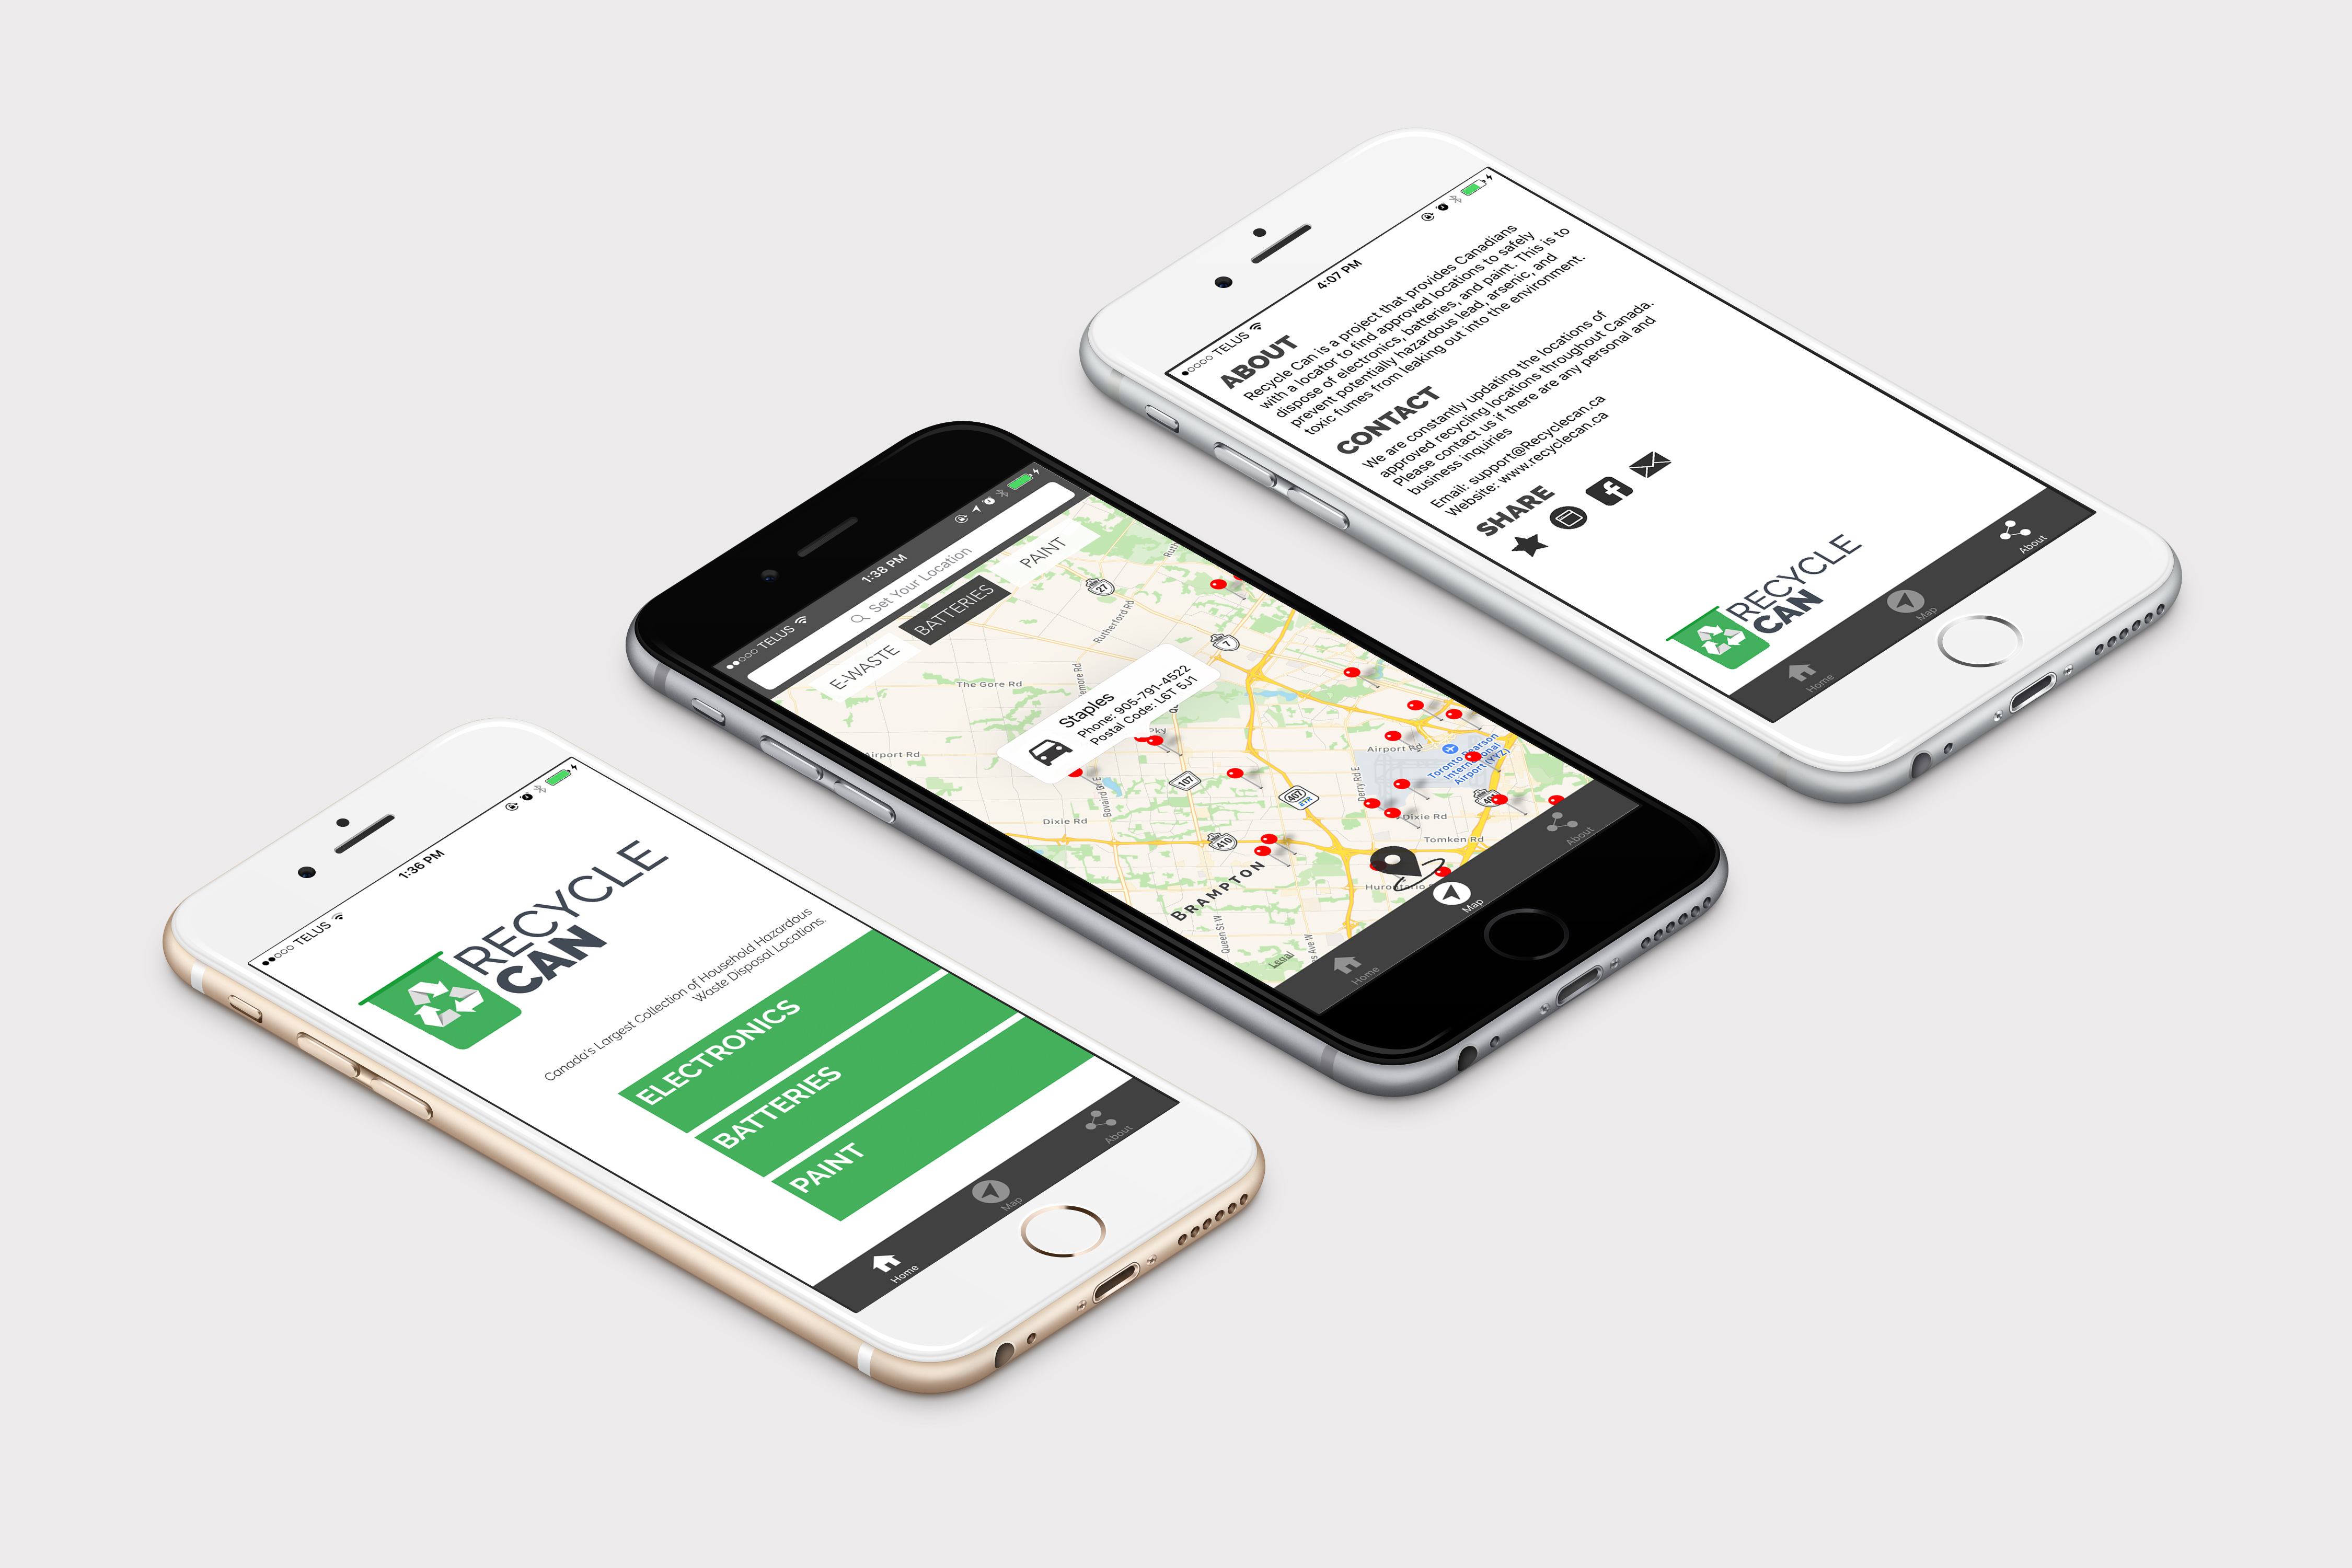 TELUS
1:36 PM
RECYCLE
CAN
Canada's Largest Collection of Household Hazardous
Waste Disposal Locations.
ELECTRONICS
BATTERIES
PAINT
Home
Map
About
TELUS
1:38 PM
Set Your Location
E-WASTE
BATTERIES
PAINT
27
Rutherford Rd
7
The Gore Rd
Staples
Phone: 905-791-4522
Postal Code: L6T 5J1
Airport Rd
Airport Rd
Toronto Pearson
International
Airport (YYZ)
107
Bovaird Dr E
Derry Rd E
407
ETR
Dixie Rd
Dixie Rd
410
Tomken Rd
BRAMPTON
Hurontario
Queen St W
Home
Map
About
TELUS
4:07 PM
ABOUT
Recycle Can is a project that provides Canadians
with a locator to find approved locations to safely
dispose of electronics, batteries, and paint. This is to
prevent potentially hazardous lead, arsenic, and
toxic fumes from leaking out into the environment.
CONTACT
We are constantly updating the locations of
approved recycling locations throughout Canada.
Please contact us if there are any personal and
business inquiries
Email: support@Recyclecan.ca
Website: www.recyclecan.ca
SHARE
RECYCLE
CAN
Home
Map
About